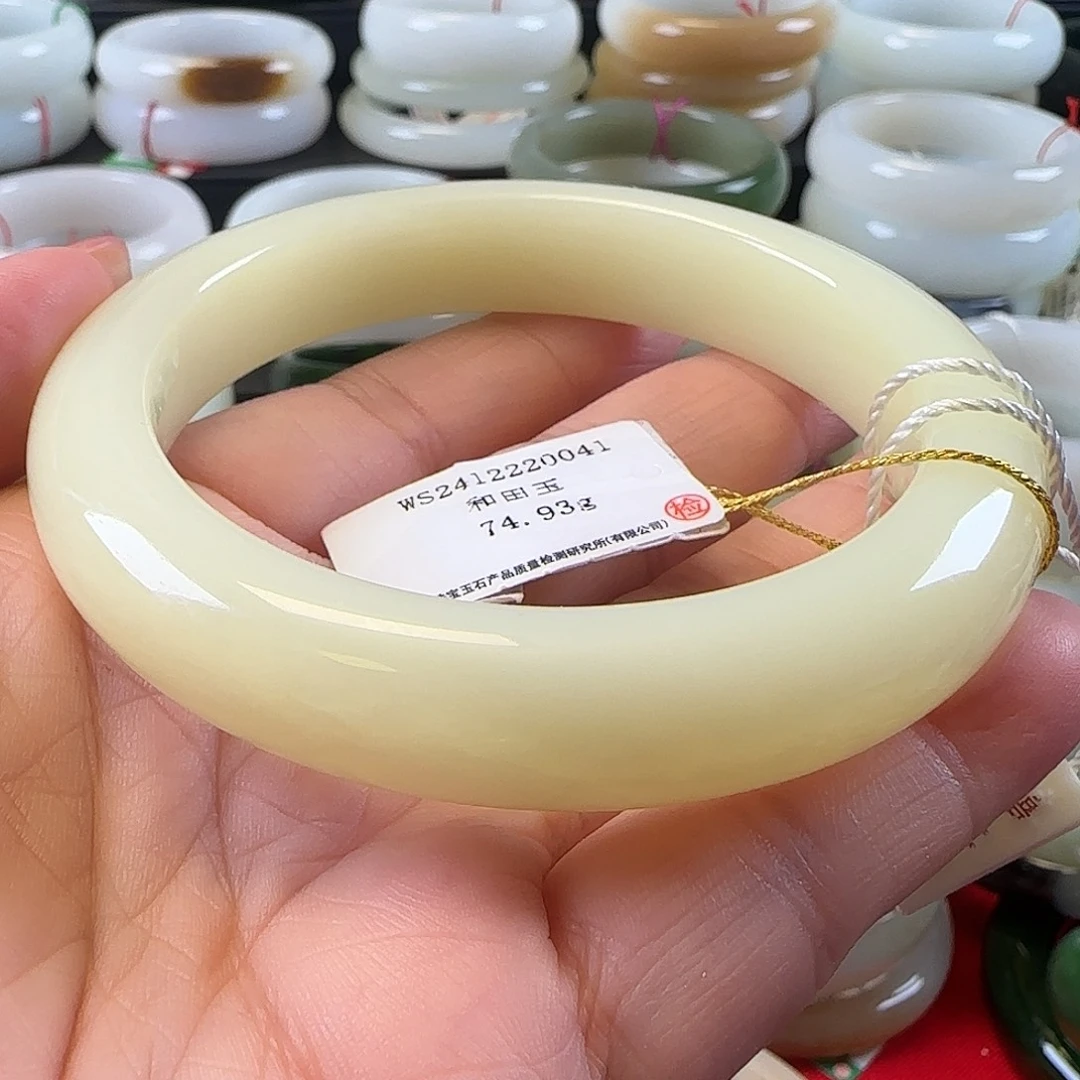 WS2412220041
和田玉
74.93g
检
宝玉石产品质量检测研究所(有限公司)